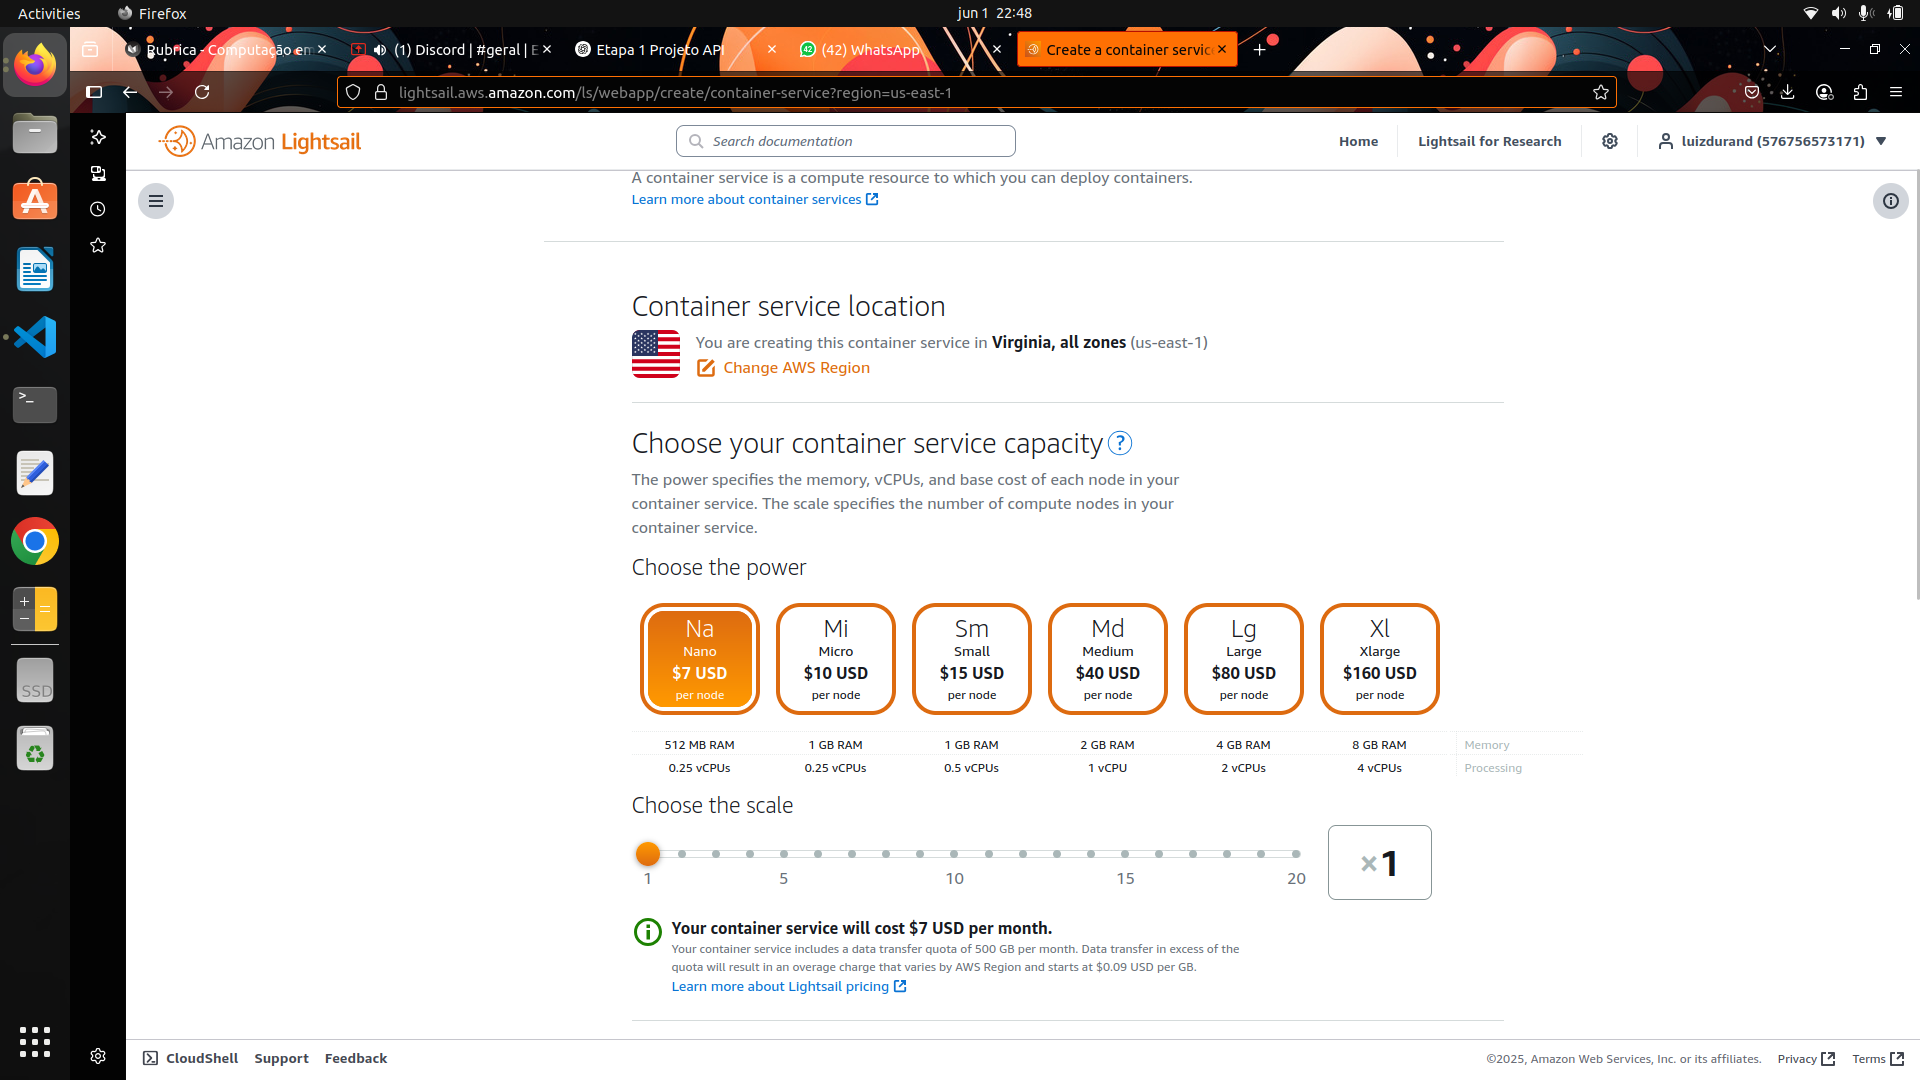 Activities
Firefox
jun 1 22:48
Rubrica - Computação em
(1) Discord | #geral | E
Etapa 1 Projeto API
(42) WhatsApp
Create a container servic
lightsail.aws.amazon.com/ls/webapp/create/container-service?region=us-east-1
Amazon Lightsail
Search documentation
Home
Lightsail for Research
luizdurand (576756573171)
A container service is a compute resource to which you can deploy containers.
Learn more about container services
Container service location
You are creating this container service in Virginia, all zones (us-east-1)
Change AWS Region
Choose your container service capacity ?
The power specifies the memory, vCPUs, and base cost of each node in your
container service. The scale specifies the number of compute nodes in your
container service.
Choose the power
Na Mi Sm Md Lg Xl
Nano Micro Small Medium Large Xlarge
$7 USD $10 USD $15 USD $40 USD $80 USD $160 USD
per node per node per node per node per node per node
512 MB RAM 1 GB RAM 1 GB RAM 2 GB RAM 4 GB RAM 8 GB RAM Memory
0.25 vCPUs 0.25 vCPUs 0.5 vCPUs 1 vCPU 2 vCPUs 4 vCPUs Processing
Choose the scale
×1
1 5 10 15 20
Your container service will cost $7 USD per month.
Your container service includes a data transfer quota of 500 GB per month. Data transfer in excess of the
quota will result in an overage charge that varies by AWS Region and starts at $0.09 USD per GB.
Learn more about Lightsail pricing
SSD
CloudShell
Support
Feedback
©2025, Amazon Web Services, Inc. or its affiliates.
Privacy
Terms